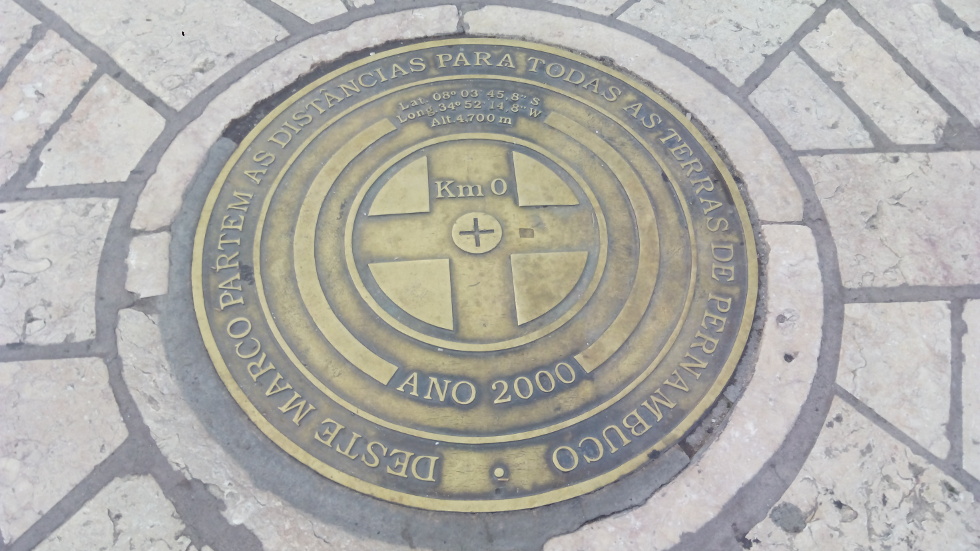 DESTE MARCO PARTEM AS DISTÂNCIAS PARA TODAS AS TERRAS DE PERNAMBUCO
Lat. 08° 03' 45,8" S
Long. 34° 52' 14,8" W
Alt. 4,700 m
Km 0
ANO 2000